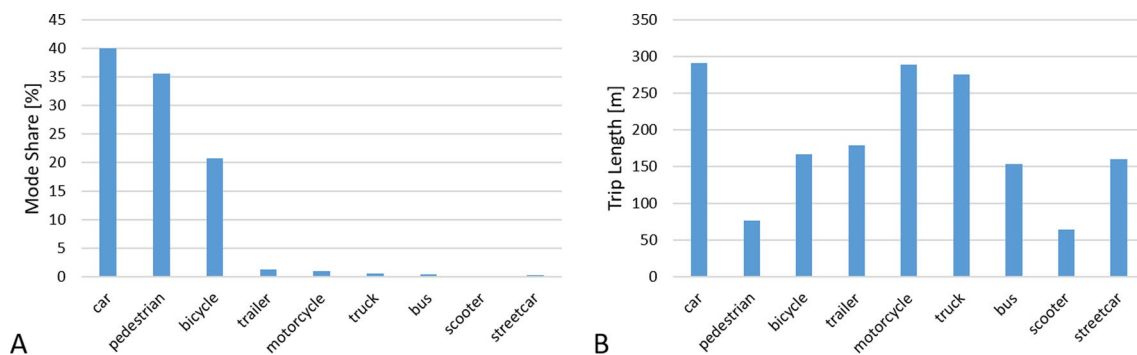 45
40
35
30
25
20
15
10
5
0
Mode Share [%]
car
pedestrian
bicycle
trailer
motorcycle
truck
bus
scooter
streetcar
A
350
300
250
200
150
100
50
0
Trip Length [m]
car
pedestrian
bicycle
trailer
motorcycle
truck
bus
scooter
streetcar
B